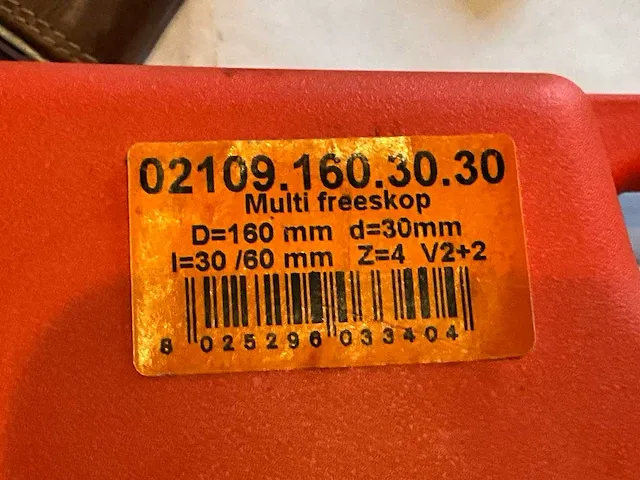 02109.160.30.30
Multi freeskop
D=160 mm d=30mm
l=30 /60 mm Z=4 V2+2
8 025296 033404